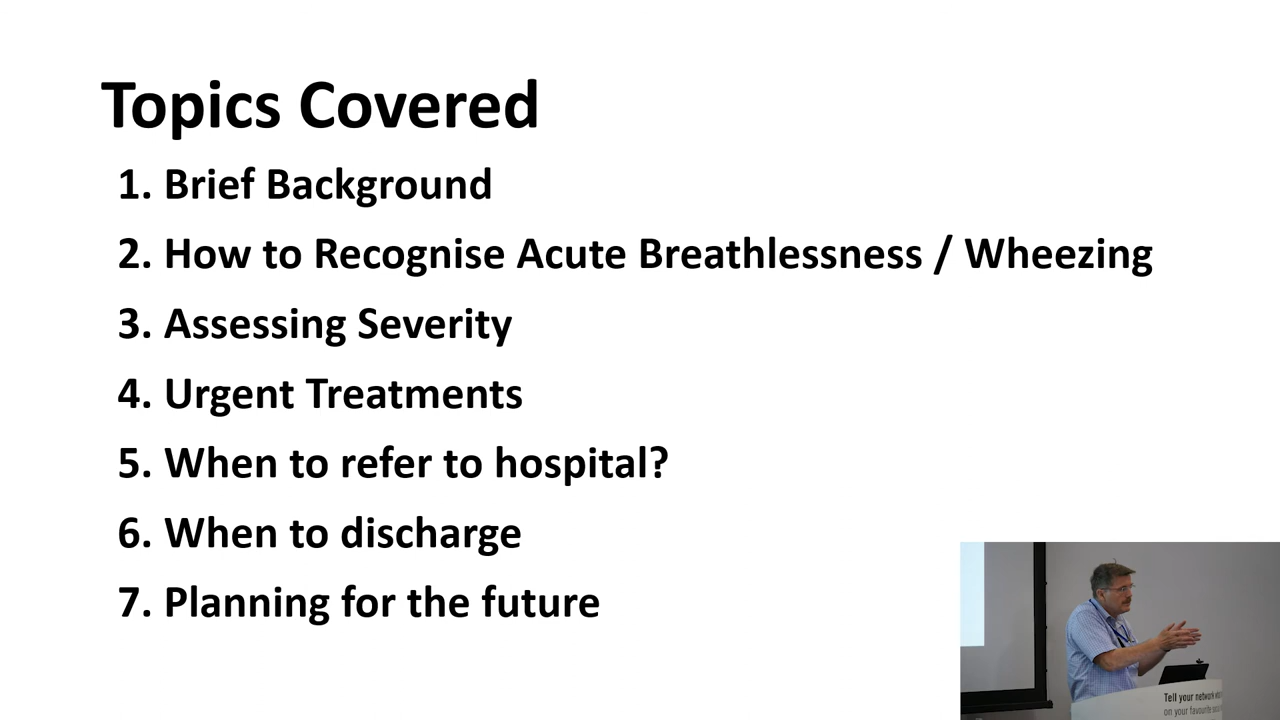 Topics Covered
1. Brief Background
2. How to Recognise Acute Breathlessness / Wheezing
3. Assessing Severity
4. Urgent Treatments
5. When to refer to hospital?
6. When to discharge
7. Planning for the future
Tell your network
on your favourite